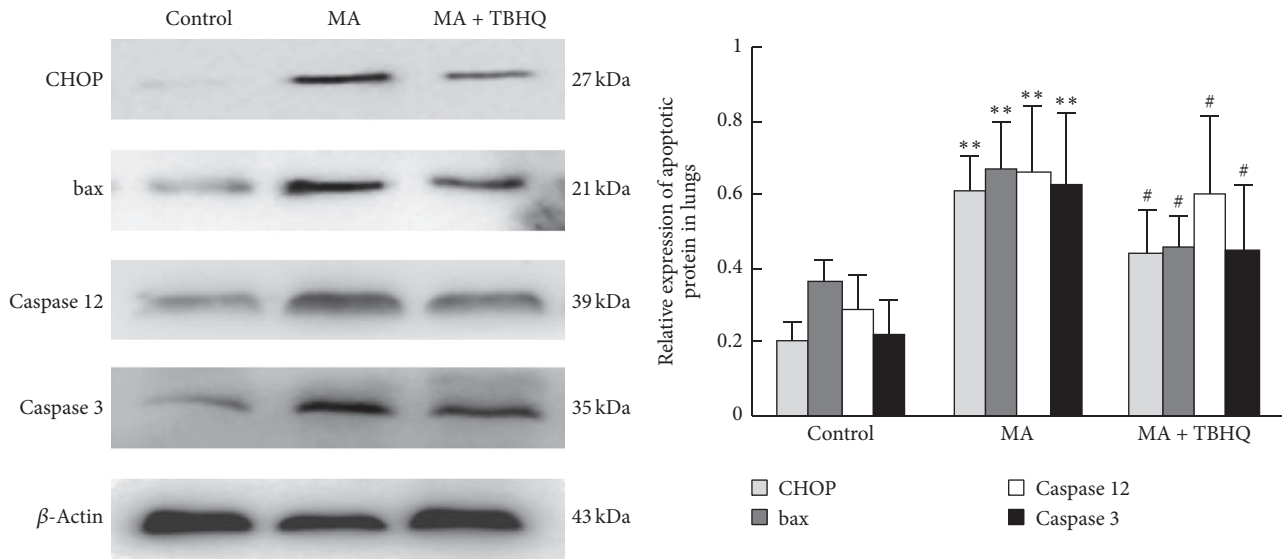 Control MA MA + TBHQ
CHOP 27 kDa
bax 21 kDa
Caspase 12 39 kDa
Caspase 3 35 kDa
β-Actin 43 kDa
Relative expression of apoptotic
protein in lungs
1
0.8
0.6
0.4
0.2
0
** ** ** **
# # # #
Control MA MA + TBHQ
CHOP Caspase 12
bax Caspase 3